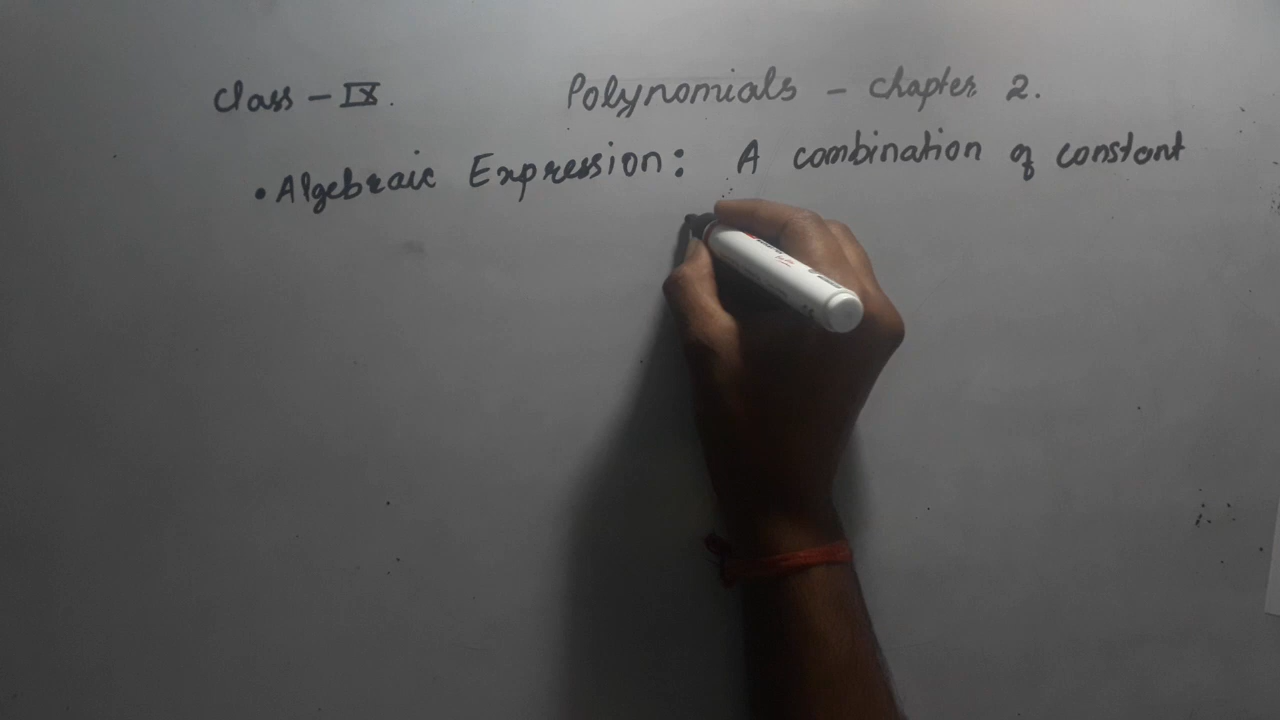 Class - IX. Polynomials - Chapter 2.
• Algebraic Expression: A combination of constant